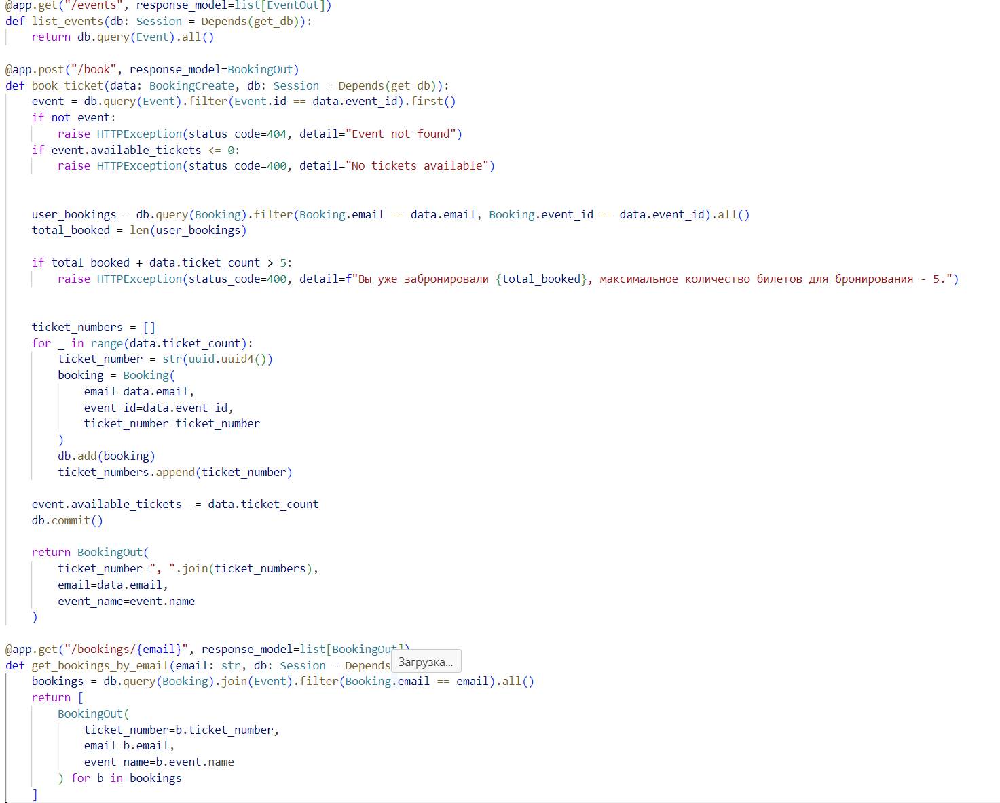 @app.get("/events", response_model=list[EventOut])
def list_events(db: Session = Depends(get_db)):
    return db.query(Event).all()

@app.post("/book", response_model=BookingOut)
def book_ticket(data: BookingCreate, db: Session = Depends(get_db)):
    event = db.query(Event).filter(Event.id == data.event_id).first()
    if not event:
        raise HTTPException(status_code=404, detail="Event not found")
    if event.available_tickets <= 0:
        raise HTTPException(status_code=400, detail="No tickets available")

    user_bookings = db.query(Booking).filter(Booking.email == data.email, Booking.event_id == data.event_id).all()
    total_booked = len(user_bookings)

    if total_booked + data.ticket_count > 5:
        raise HTTPException(status_code=400, detail=f"Вы уже забронировали {total_booked}, максимальное количество билетов для бронирования - 5.")

    ticket_numbers = []
    for _ in range(data.ticket_count):
        ticket_number = str(uuid.uuid4())
        booking = Booking(
            email=data.email,
            event_id=data.event_id,
            ticket_number=ticket_number
        )
        db.add(booking)
        ticket_numbers.append(ticket_number)

    event.available_tickets -= data.ticket_count
    db.commit()

    return BookingOut(
        ticket_number=", ".join(ticket_numbers),
        email=data.email,
        event_name=event.name
    )

@app.get("/bookings/{email}", response_model=list[BookingOut])
def get_bookings_by_email(email: str, db: Session = Depends
Загрузка...
    bookings = db.query(Booking).join(Event).filter(Booking.email == email).all()
    return [
        BookingOut(
            ticket_number=b.ticket_number,
            email=b.email,
            event_name=b.event.name
        ) for b in bookings
    ]